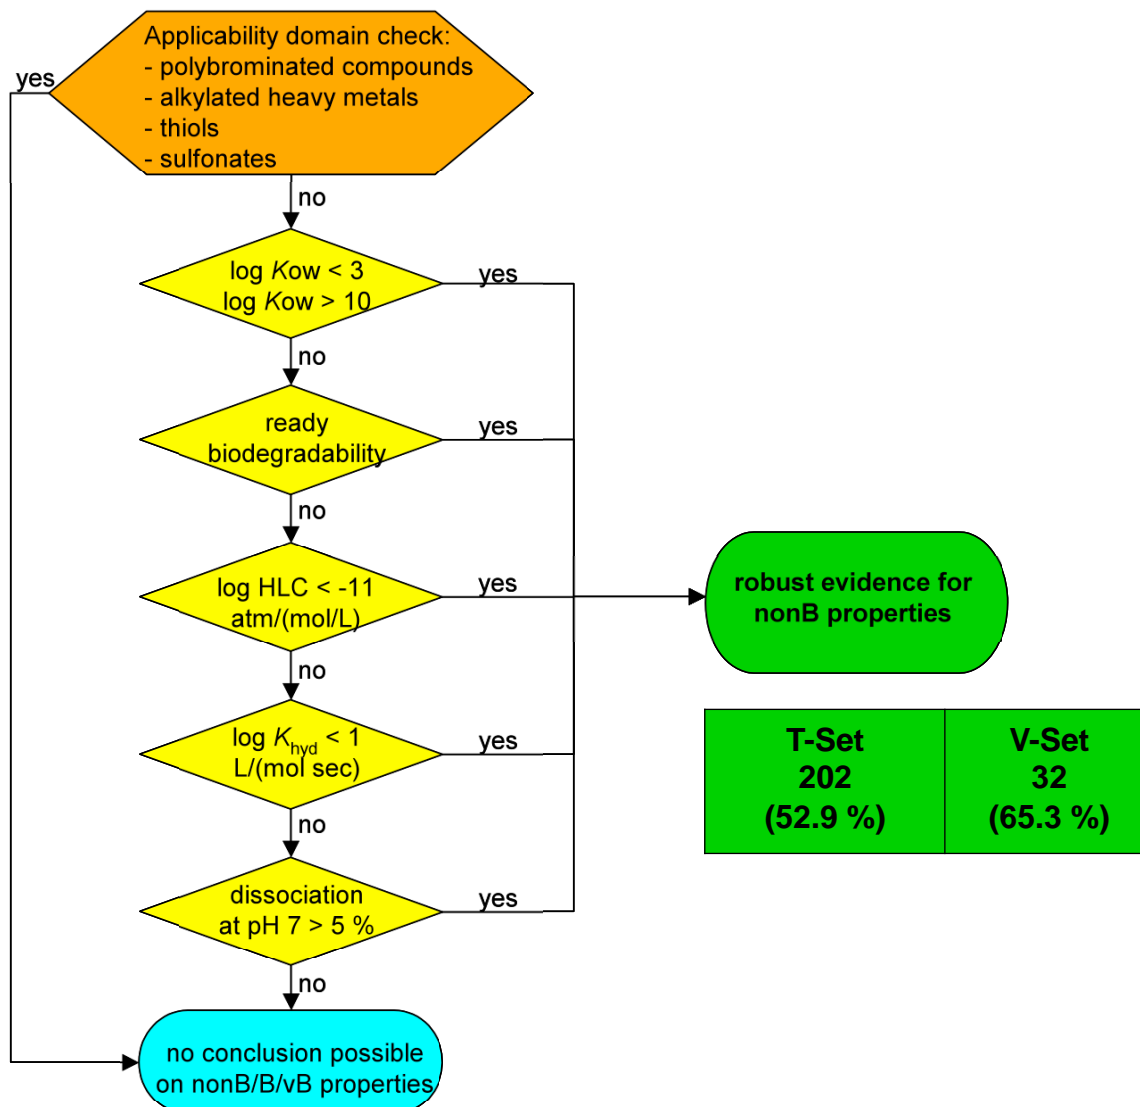 Applicability domain check:
- polybrominated compounds
- alkylated heavy metals
- thiols
- sulfonates
yes
no
log Kow < 3
log Kow > 10
yes
no
ready
biodegradability
yes
no
log HLC < -11
atm/(mol/L)
yes
robust evidence for
nonB properties
no
log Khyd < 1
L/(mol sec)
yes
T-Set
202
(52.9 %)
V-Set
32
(65.3 %)
no
dissociation
at pH 7 > 5 %
yes
no
no conclusion possible
on nonB/B/vB properties